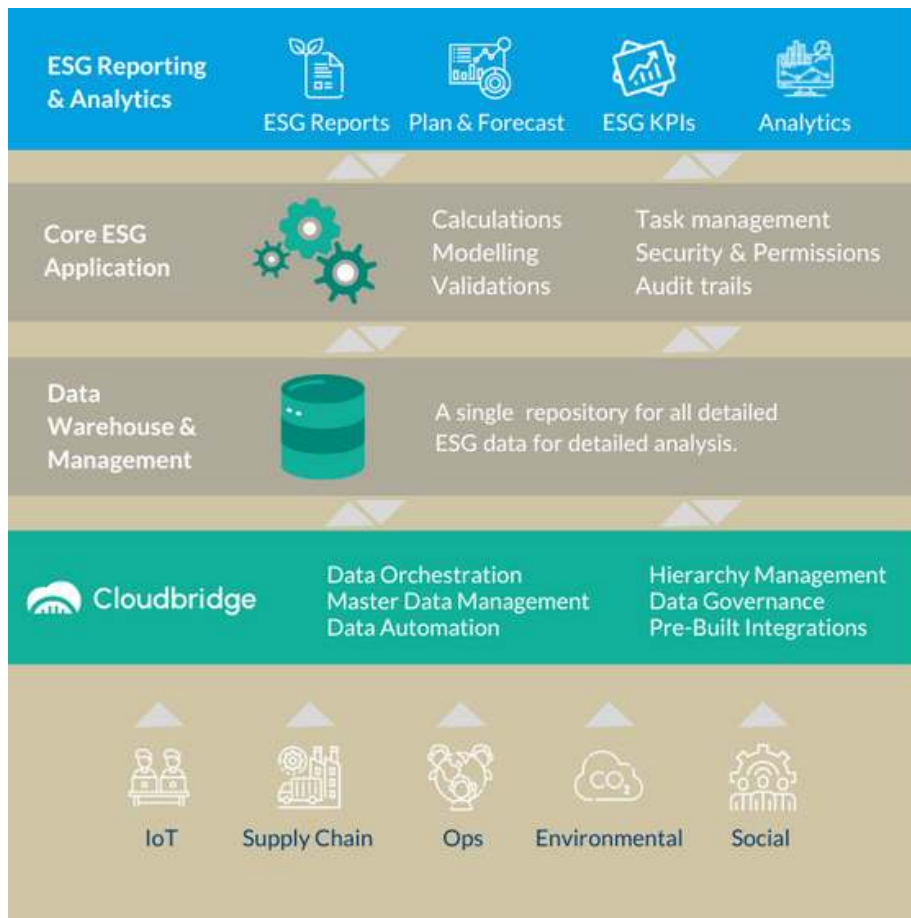 ESG Reporting
& Analytics
ESG Reports
Plan & Forecast
ESG KPIs
Analytics
Core ESG
Application
Calculations
Modelling
Validations
Task management
Security & Permissions
Audit trails
Data
Warehouse &
Management
A single repository for all detailed
ESG data for detailed analysis.
Cloudbridge
Data Orchestration
Master Data Management
Data Automation
Hierarchy Management
Data Governance
Pre-Built Integrations
CO2
IoT
Supply Chain
Ops
Environmental
Social